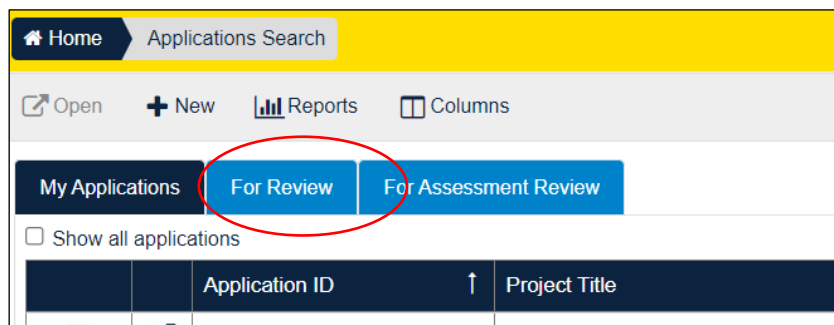 Home Applications Search
Open New Reports Columns
My Applications For Review For Assessment Review
Show all applications
Application ID ↑ Project Title